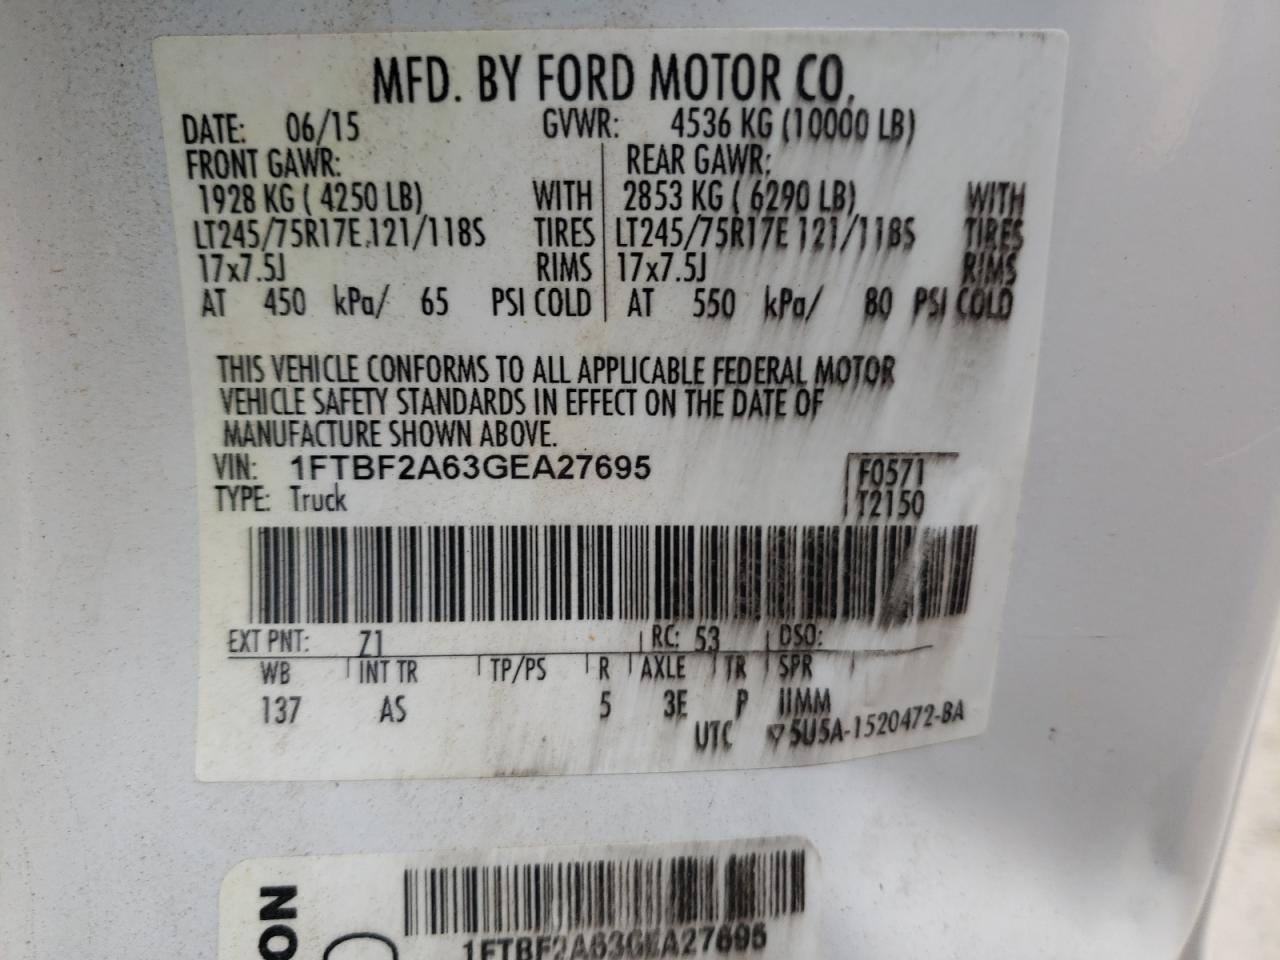 MFD. BY FORD MOTOR CO.
DATE: 06/15 GVWR: 4536 KG (10000 LB)
FRONT GAWR: REAR GAWR:
1928 KG ( 4250 LB) WITH 2853 KG ( 6290 LB) WITH
LT245/75R17E 121/118S TIRES LT245/75R17E 121/118S TIRES
17x7.5J RIMS 17x7.5J RIMS
AT 450 kPa/ 65 PSI COLD AT 550 kPa/ 80 PSI COLD
THIS VEHICLE CONFORMS TO ALL APPLICABLE FEDERAL MOTOR
VEHICLE SAFETY STANDARDS IN EFFECT ON THE DATE OF
MANUFACTURE SHOWN ABOVE.
VIN: 1FTBF2A63GEA27695 F0571
TYPE: Truck T2150
EXT PNT: Z1 RC: 53 DSO:
WB INT TR TP/PS R AXLE TR SPR
137 AS 5 3E P IIMM
UTC ▽5U5A-1520472-BA
ON
1FTBF2A63GEA27695